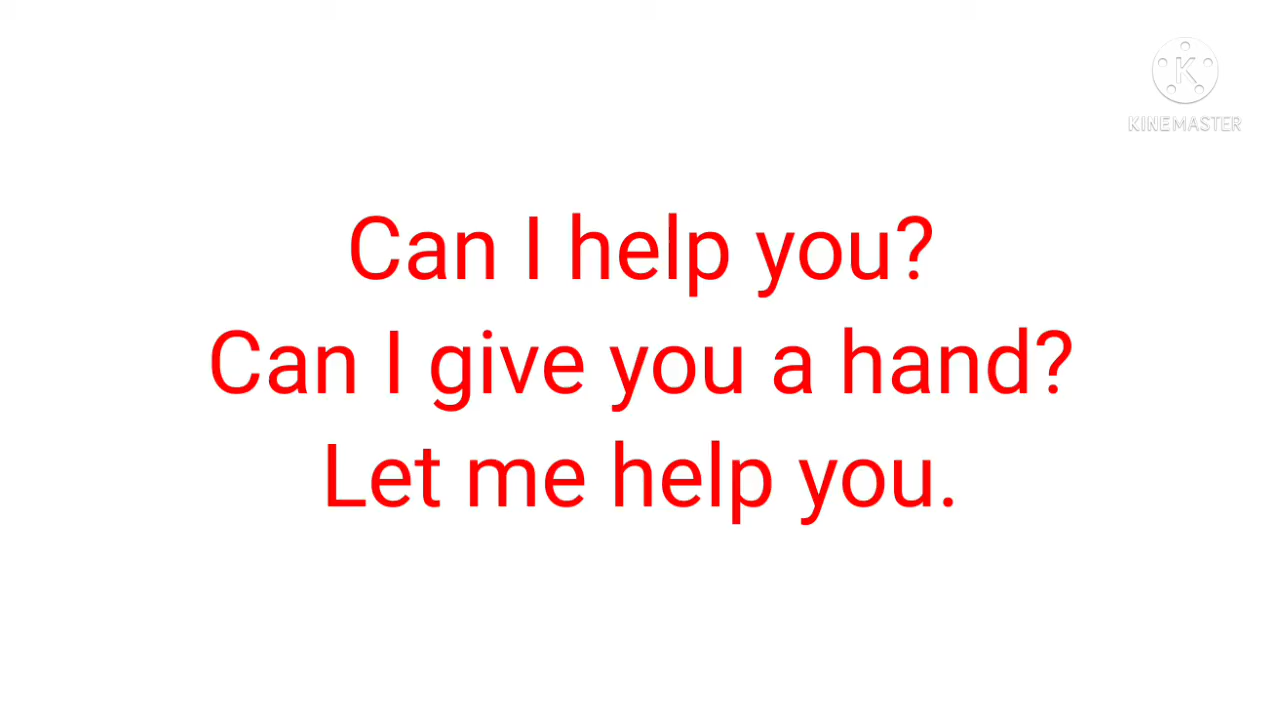 K
KINEMASTER
Can I help you?
Can I give you a hand?
Let me help you.